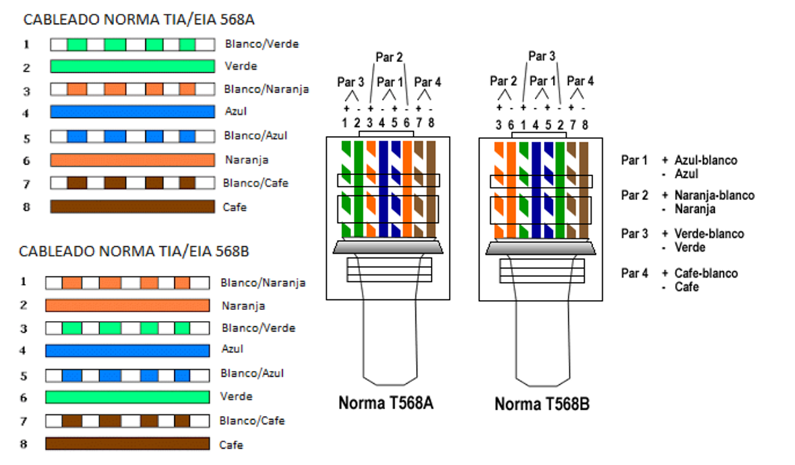 CABLEADO NORMA TIA/EIA 568A
1 Blanco/Verde
2 Verde
3 Blanco/Naranja
4 Azul
5 Blanco/Azul
6 Naranja
7 Blanco/Cafe
8 Cafe
CABLEADO NORMA TIA/EIA 568B
1 Blanco/Naranja
2 Naranja
3 Blanco/Verde
4 Azul
5 Blanco/Azul
6 Verde
7 Blanco/Cafe
8 Cafe
Par 2
Par 3 Par 1 Par 4
+ - + - + - + -
1 2 3 4 5 6 7 8
Norma T568A
Par 3
Par 2 Par 1 Par 4
+ - + - + - + -
3 6 1 4 5 2 7 8
Norma T568B
Par 1 + Azul-blanco
- Azul
Par 2 + Naranja-blanco
- Naranja
Par 3 + Verde-blanco
- Verde
Par 4 + Cafe-blanco
- Cafe